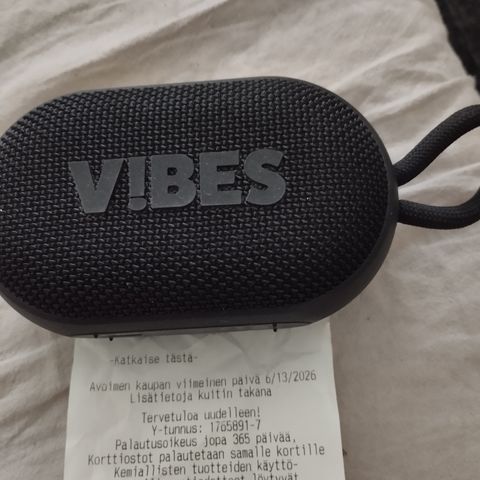 V!BES
-Katkaise tästä-
Avoimen kaupan viimeinen päivä 6/13/2026
Lisätietoja kuitin takana
Tervetuloa uudelleen!
Y-tunnus: 1765891-7
Palautusoikeus jopa 365 päivää,
Korttiostot palautetaan samalle kortille
Kemiallisten tuotteiden käyttö-
löytyvät